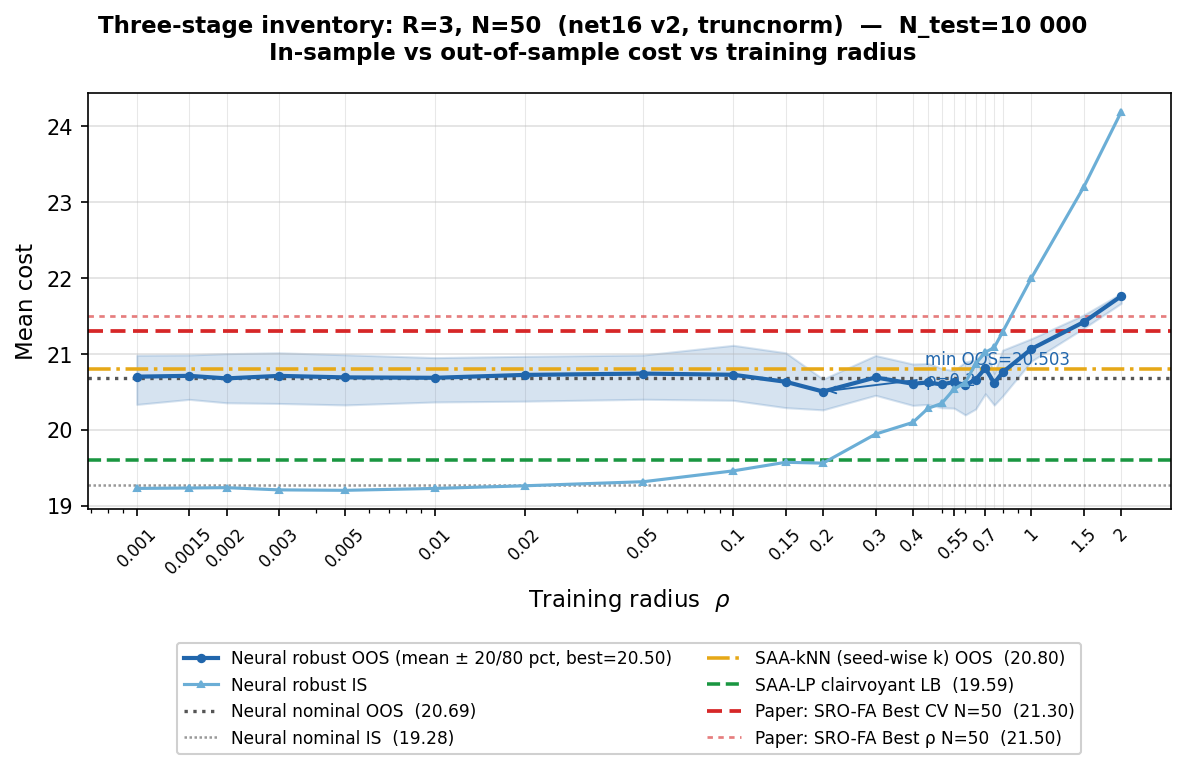 Three-stage inventory: R=3, N=50  (net16 v2, truncnorm)  —  N_test=10 000
In-sample vs out-of-sample cost vs training radius
Mean cost
24
23
22
21
20
19
min OOS=20.503
0.001
0.0015
0.002
0.003
0.005
0.01
0.02
0.05
0.1
0.15
0.2
0.3
0.4
0.55
0.7
1
1.5
2
Training radius  ρ
Neural robust OOS (mean ± 20/80 pct, best=20.50)
Neural robust IS
Neural nominal OOS  (20.69)
Neural nominal IS  (19.28)
SAA-kNN (seed-wise k) OOS  (20.80)
SAA-LP clairvoyant LB  (19.59)
Paper: SRO-FA Best CV N=50  (21.30)
Paper: SRO-FA Best ρ N=50  (21.50)